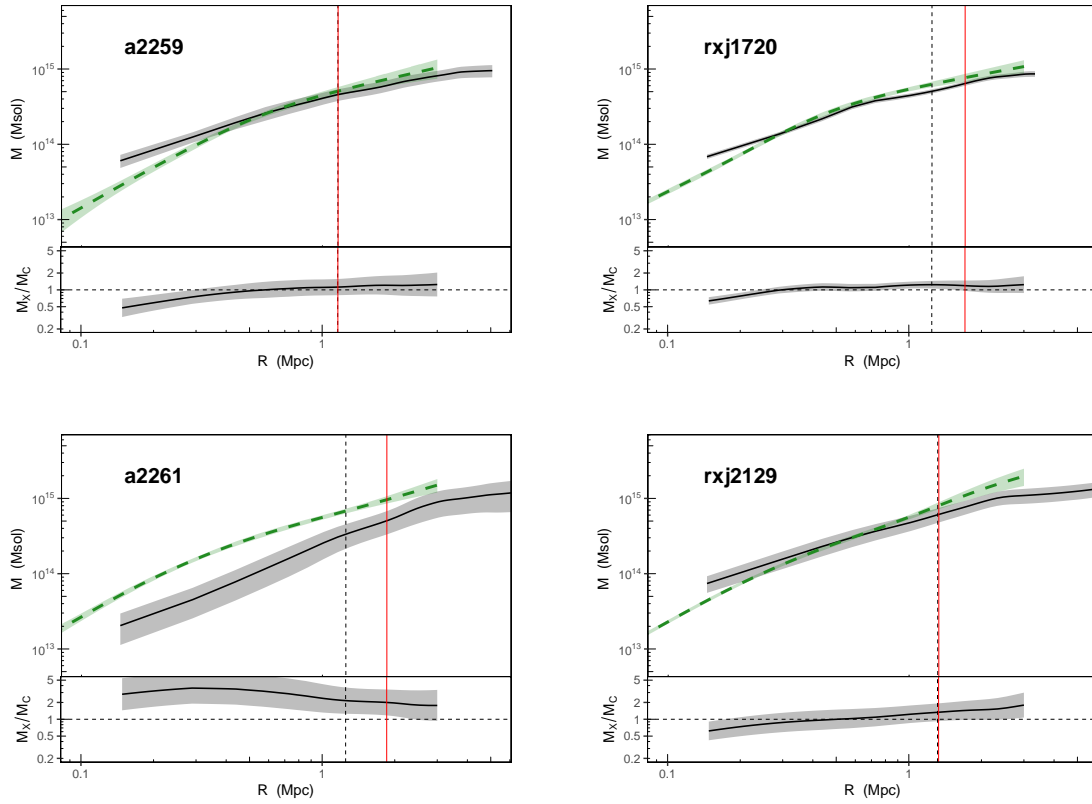 a2259
M (Msol)
10^15
10^14
10^13
M_X/M_C
5
2
1
0.5
0.2
0.1
1
R (Mpc)
rxj1720
M (Msol)
10^15
10^14
10^13
M_X/M_C
5
2
1
0.5
0.2
0.1
1
R (Mpc)
a2261
M (Msol)
10^15
10^14
10^13
M_X/M_C
5
2
1
0.5
0.2
0.1
1
R (Mpc)
rxj2129
M (Msol)
10^15
10^14
10^13
M_X/M_C
5
2
1
0.5
0.2
0.1
1
R (Mpc)